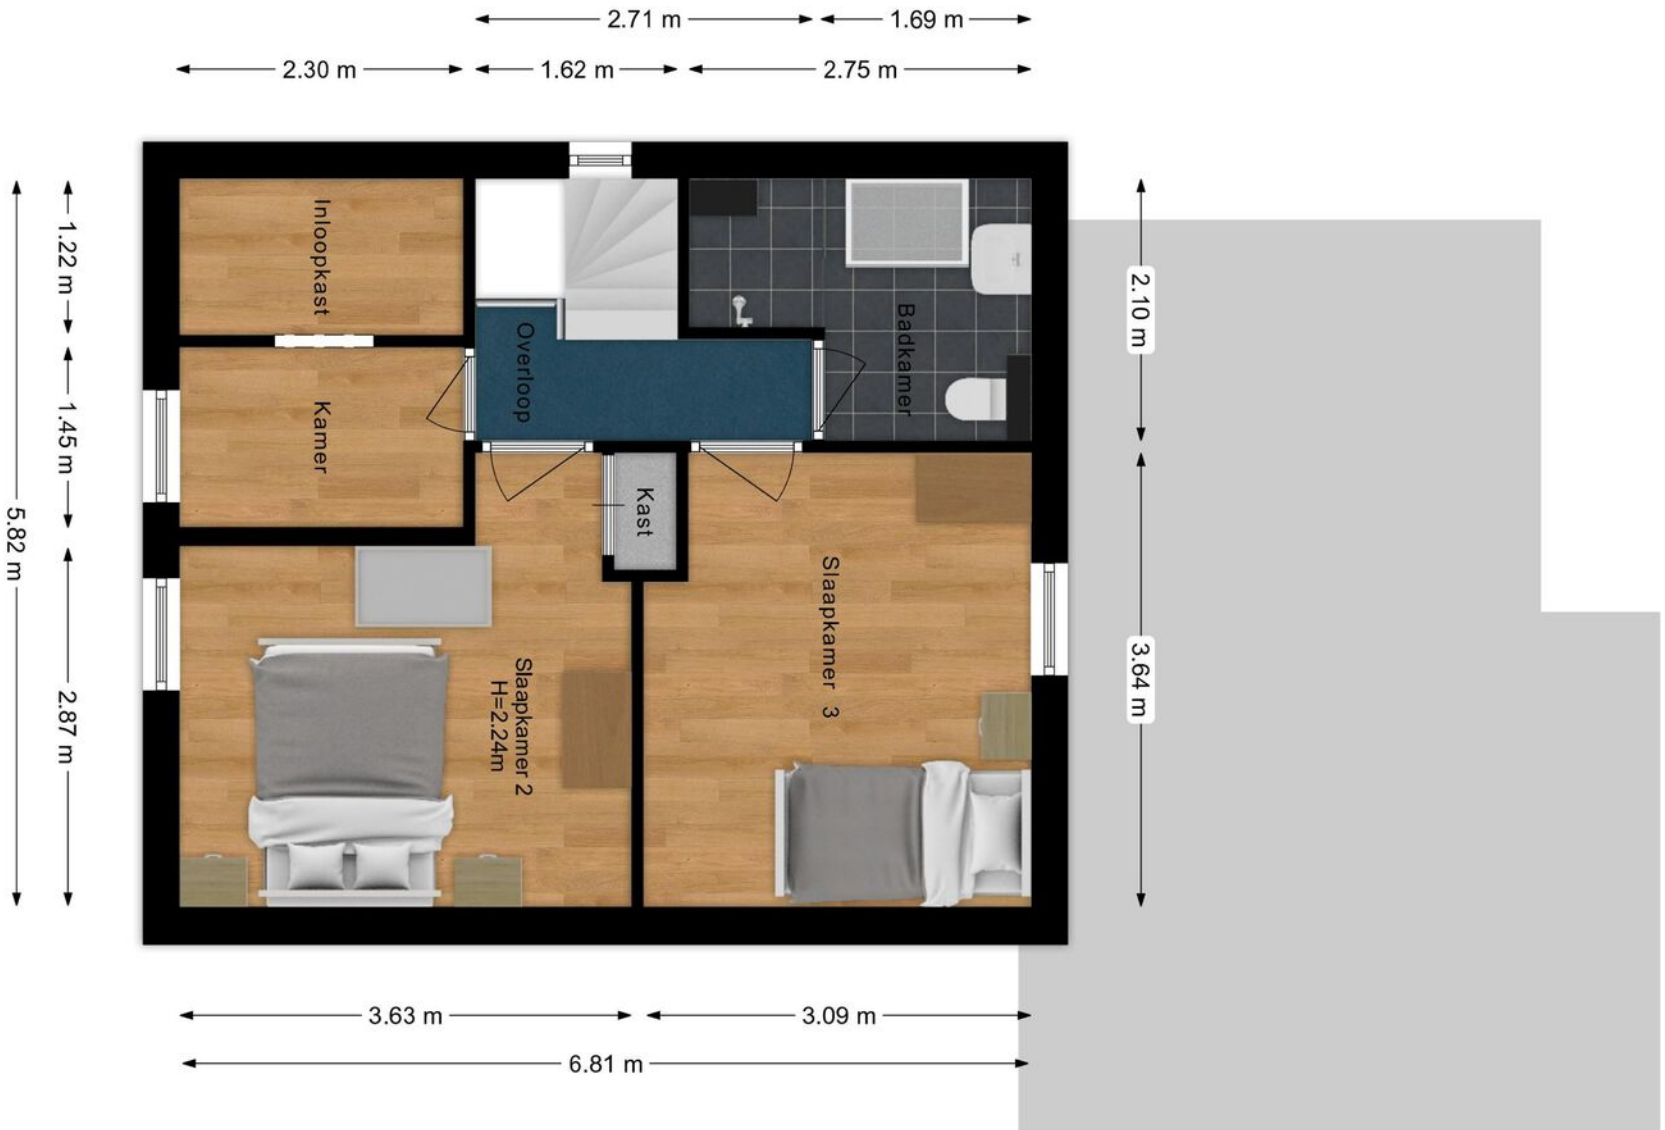 2.71 m
1.69 m
2.30 m
1.62 m
2.75 m
5.82 m
1.22 m
1.45 m
2.87 m
Inloopkast
Kamer
Overloop
Badkamer
Kast
Slaapkamer 2
H=2.24m
Slaapkamer 3
2.10 m
3.64 m
3.63 m
3.09 m
6.81 m